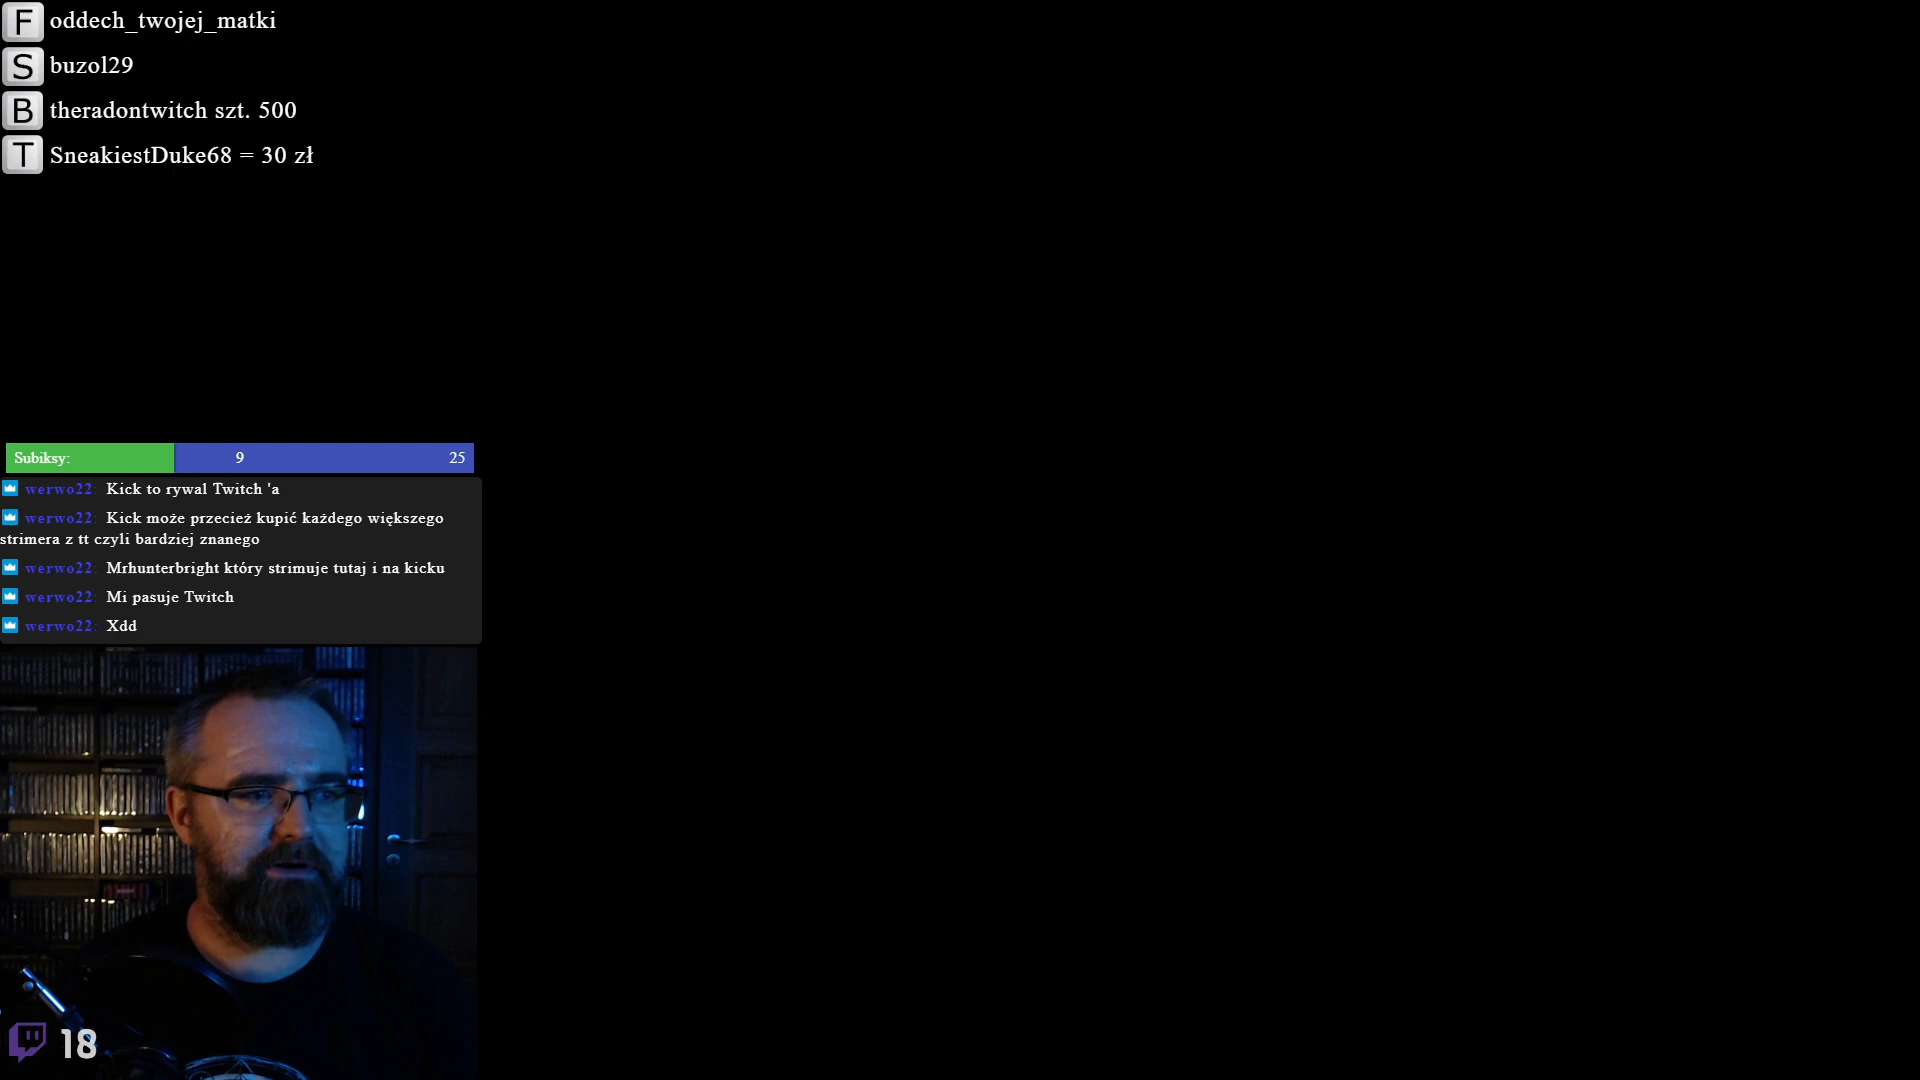 F oddech_twojej_matki
S buzol29
B theradontwitch szt. 500
T SneakiestDuke68 = 30 zł
Subiksy: 9 25
werwo22: Kick to rywal Twitch 'a
werwo22: Kick może przecież kupić każdego większego
strimera z tt czyli bardziej znanego
werwo22: Mrhunterbright który strimuje tutaj i na kicku
werwo22: Mi pasuje Twitch
werwo22: Xdd
18